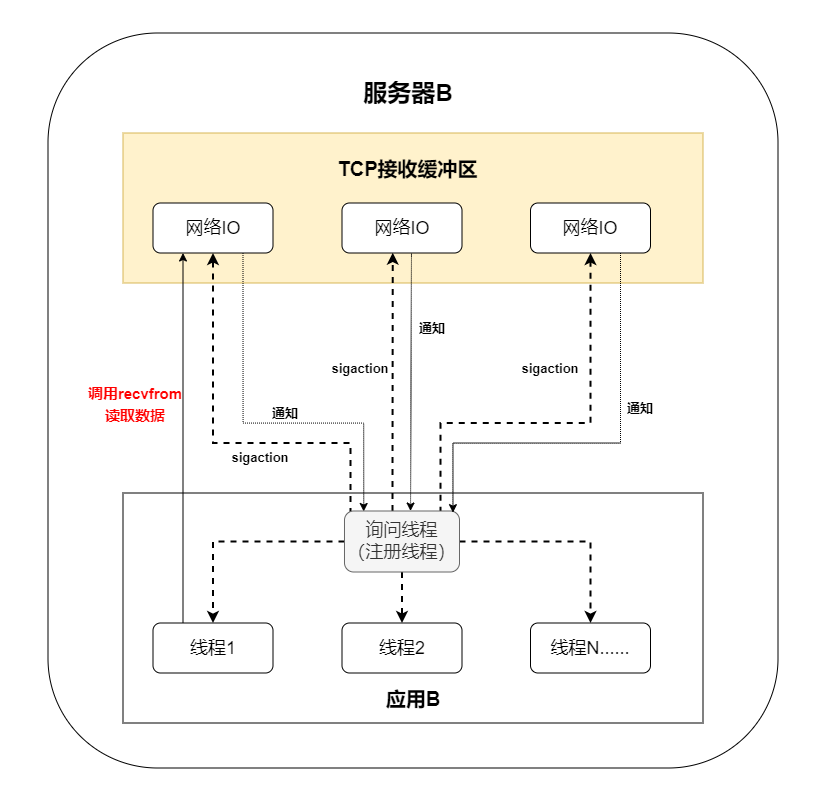 服务器B
TCP接收缓冲区
网络IO
网络IO
网络IO
通知
sigaction
sigaction
调用recvfrom
读取数据
通知
通知
sigaction
询问线程
（注册线程）
线程1
线程2
线程N......
应用B